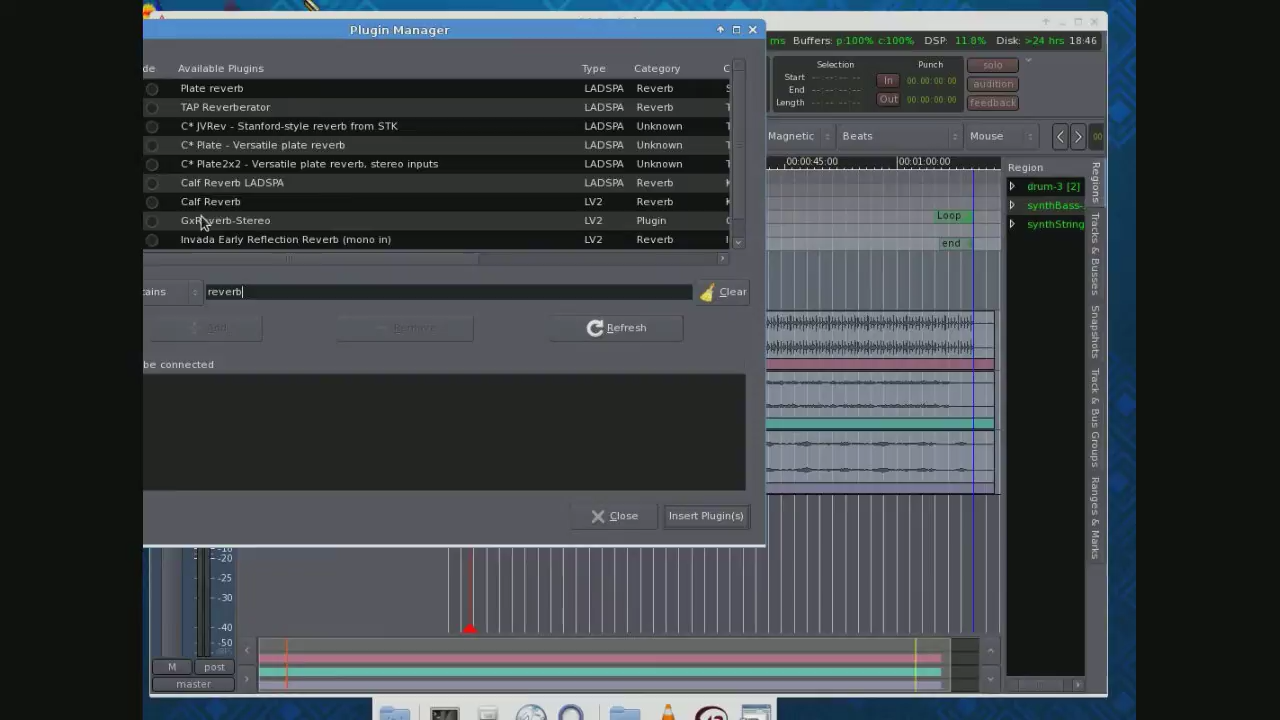 Plugin Manager
ms Buffers: p:100% c:100% DSP: 11.8% Disk: >24 hrs 18:46
Selection Punch solo
Start --:--:--:-- In 00.00.00:00 audition
End --:--:--:--
Length --:--:--:-- Out 00.00.00:00 feedback
de Available Plugins Type Category C
Plate reverb LADSPA Reverb S
TAP Reverberator LADSPA Reverb T
C* JVRev - Stanford-style reverb from STK LADSPA Unknown T
C* Plate - Versatile plate reverb LADSPA Unknown T
C* Plate2x2 - Versatile plate reverb, stereo inputs LADSPA Unknown T
Calf Reverb LADSPA LADSPA Reverb K
Calf Reverb LV2 Reverb K
GxReverb-Stereo LV2 Plugin G
Invada Early Reflection Reverb (mono in) LV2 Reverb I
Magnetic Beats Mouse 00
00:00:45:00 00:01:00:00
Loop
end
Region
drum-3 [2]
synthBass-
synthString
Regions
Tracks & Busses
Snapshots
Track & Bus Groups
Ranges & Marks
tains reverb Clear
Add Remove Refresh
be connected
Close Insert Plugin(s)
-20
-25
-30
-40
-50
M post
master